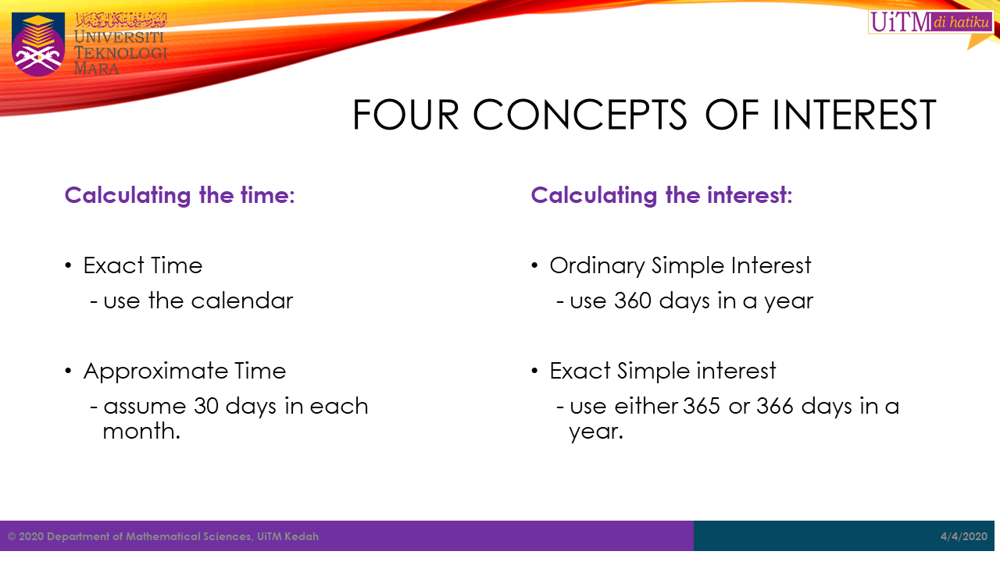 اونيۏرسيتي تيكنولوݢي مارا
UNIVERSITI
TEKNOLOGI
MARA
UiTM di hatiku
FOUR CONCEPTS OF INTEREST
Calculating the time:
• Exact Time
- use the calendar
• Approximate Time
- assume 30 days in each
month.
Calculating the interest:
• Ordinary Simple Interest
- use 360 days in a year
• Exact Simple interest
- use either 365 or 366 days in a
year.
© 2020 Department of Mathematical Sciences, UiTM Kedah
4/4/2020